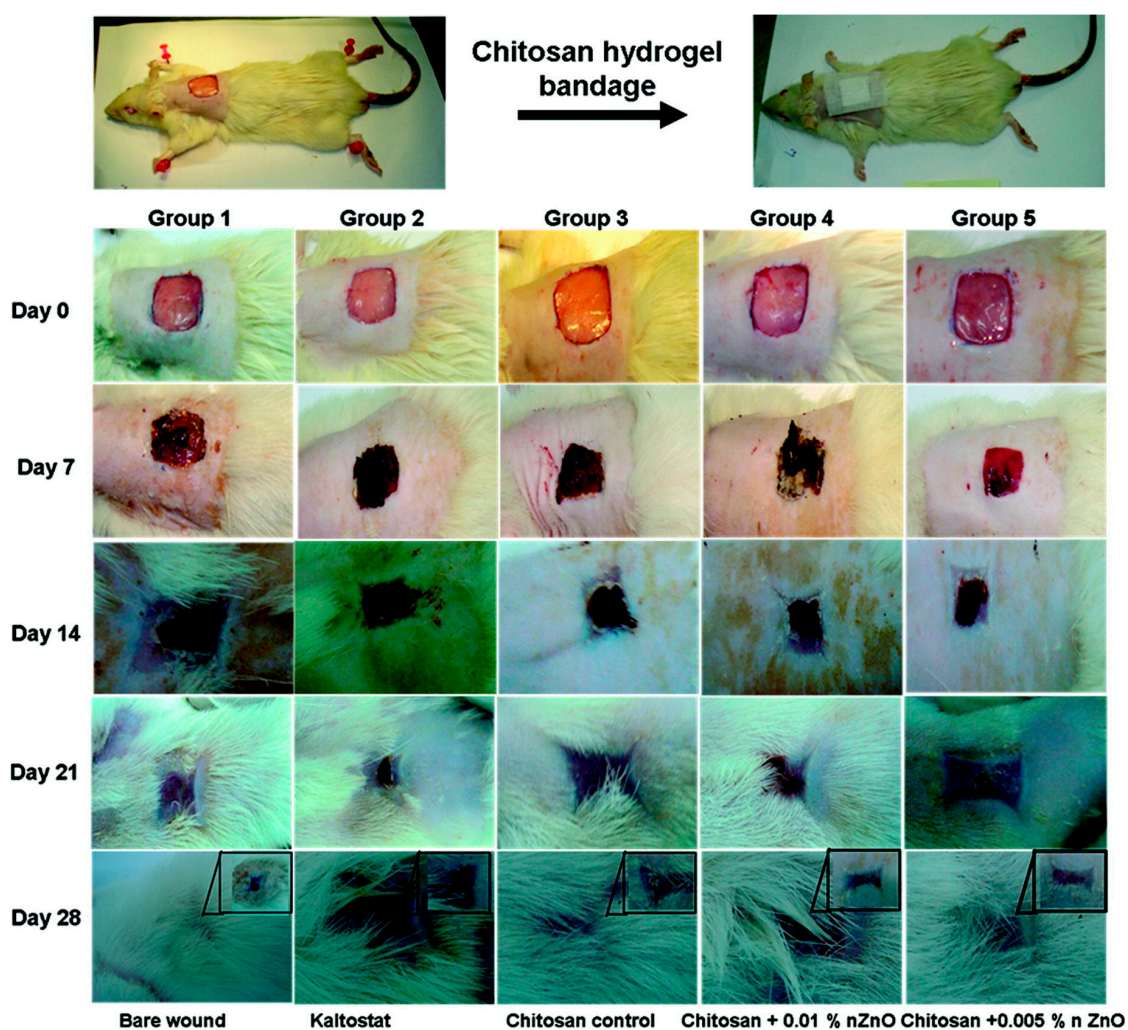 Chitosan hydrogel
bandage
Group 1 Group 2 Group 3 Group 4 Group 5
Day 0
Day 7
Day 14
Day 21
Day 28
Bare wound Kaltostat Chitosan control Chitosan + 0.01 % nZnO Chitosan +0.005 % n ZnO